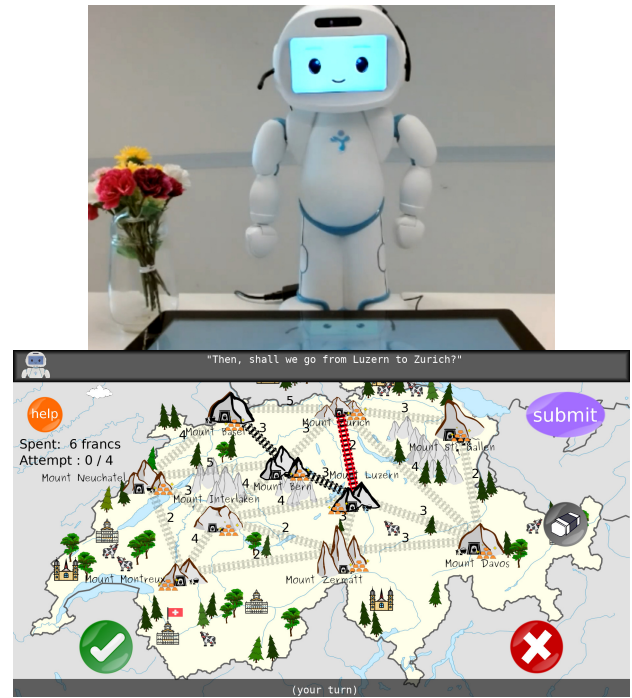 "Then, shall we go from Luzern to Zurich?"
help
submit
Spent: 6 francs
Attempt : 0 / 4
5
3
Mount Basel
3
3
Mount Zurich
4
2
Mount St. Gallen
5
Mount Bern
3
Mount Luzern
4
2
Mount Neuchatel
3
Mount Interlaken
4
2
4
2
3
3
3
2
Mount Montreux
Mount Zermatt
Mount Davos
(your turn)